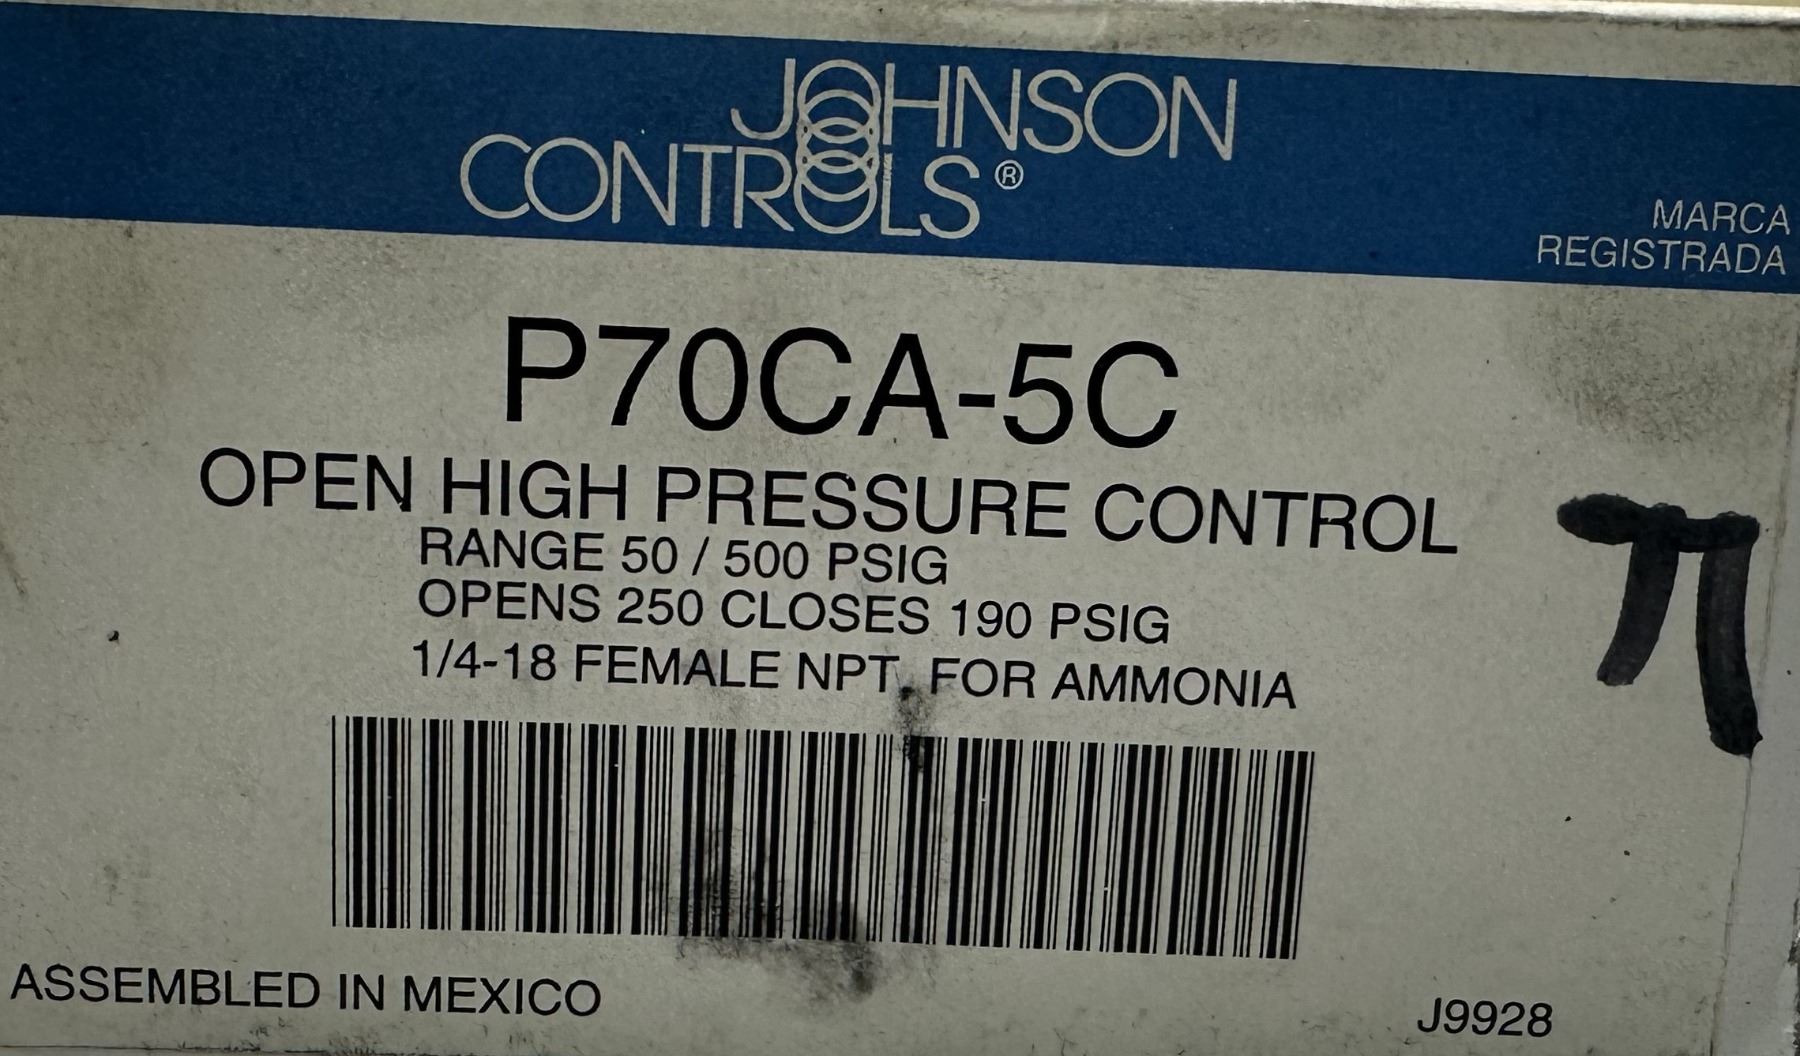 JOHNSON
CONTROLS®
MARCA
REGISTRADA
P70CA-5C
OPEN HIGH PRESSURE CONTROL
RANGE 50 / 500 PSIG
OPENS 250 CLOSES 190 PSIG
1/4-18 FEMALE NPT, FOR AMMONIA
ASSEMBLED IN MEXICO
J9928